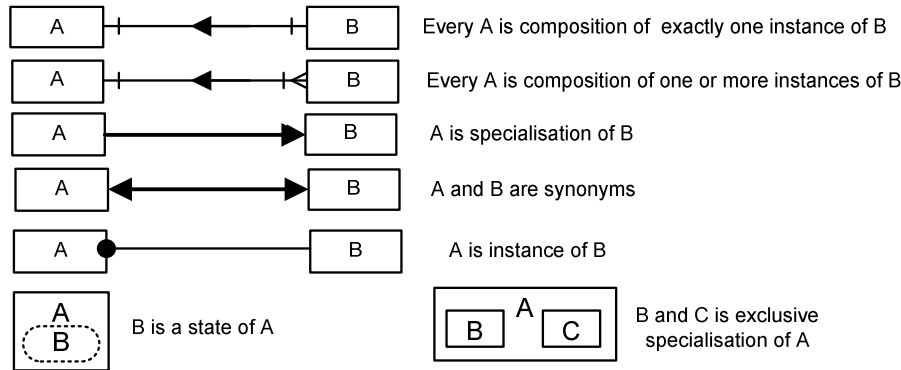 A B Every A is composition of exactly one instance of B
A B Every A is composition of one or more instances of B
A B A is specialisation of B
A B A and B are synonyms
A B A is instance of B
A
B
B is a state of A
A
B C
B and C is exclusive
specialisation of A